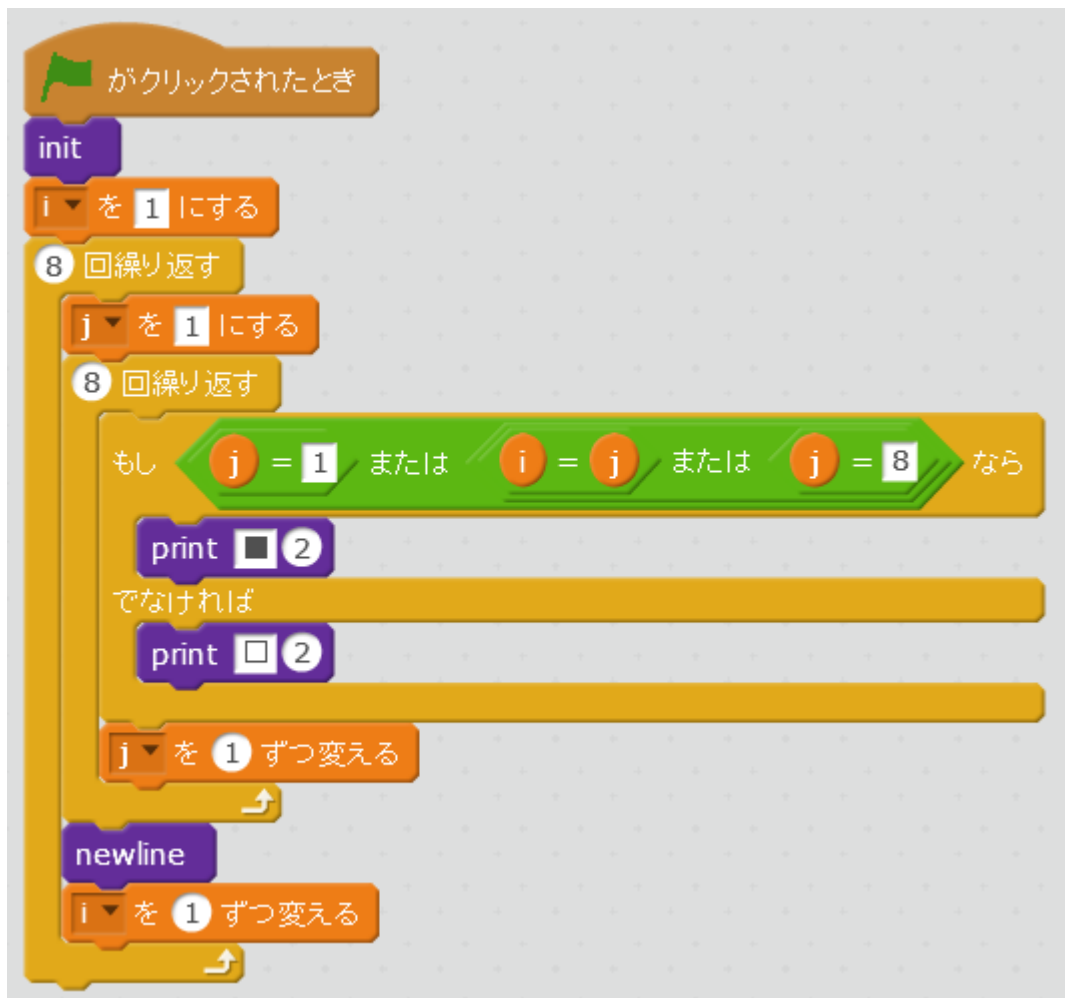 がクリックされたとき
init
i を 1 にする
8 回繰り返す
j を 1 にする
8 回繰り返す
もし j = 1 または i = j または j = 8 なら
print ■ 2
でなければ
print □ 2
j を 1 ずつ変える
newline
i を 1 ずつ変える